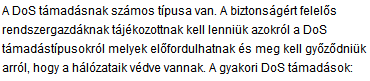 A DoS támadásnak számos típusa van. A biztonságért felelős
rendszergazdáknak tájékozottnak kell lenniük azokról a DoS
támadástípusokról melyek előfordulhatnak és meg kell győződniük
arról, hogy a hálózataik védve vannak. A gyakori DoS támadások: